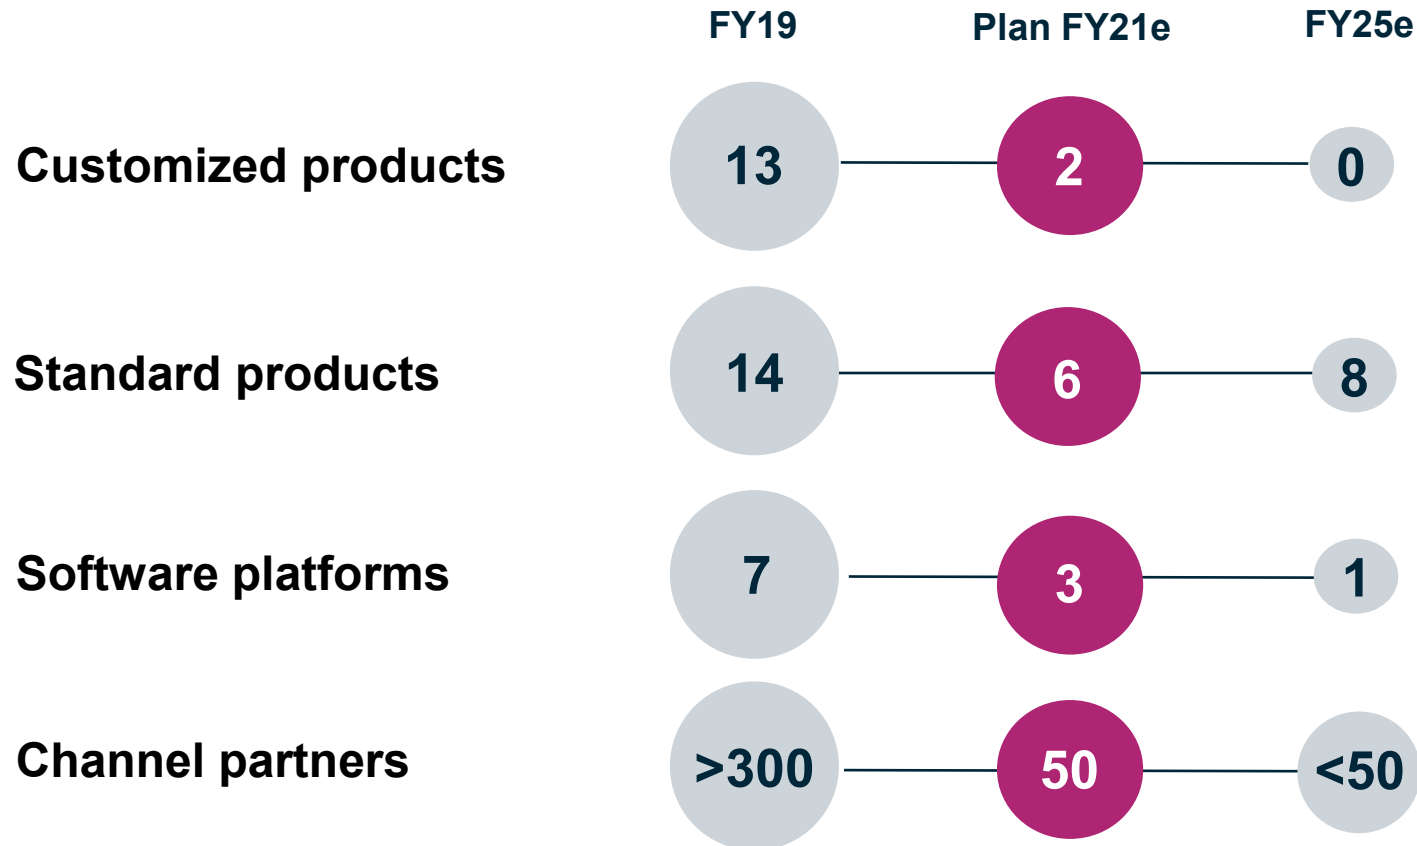 FY19 Plan FY21e FY25e
Customized products 13 2 0
Standard products 14 6 8
Software platforms 7 3 1
Channel partners >300 50 <50